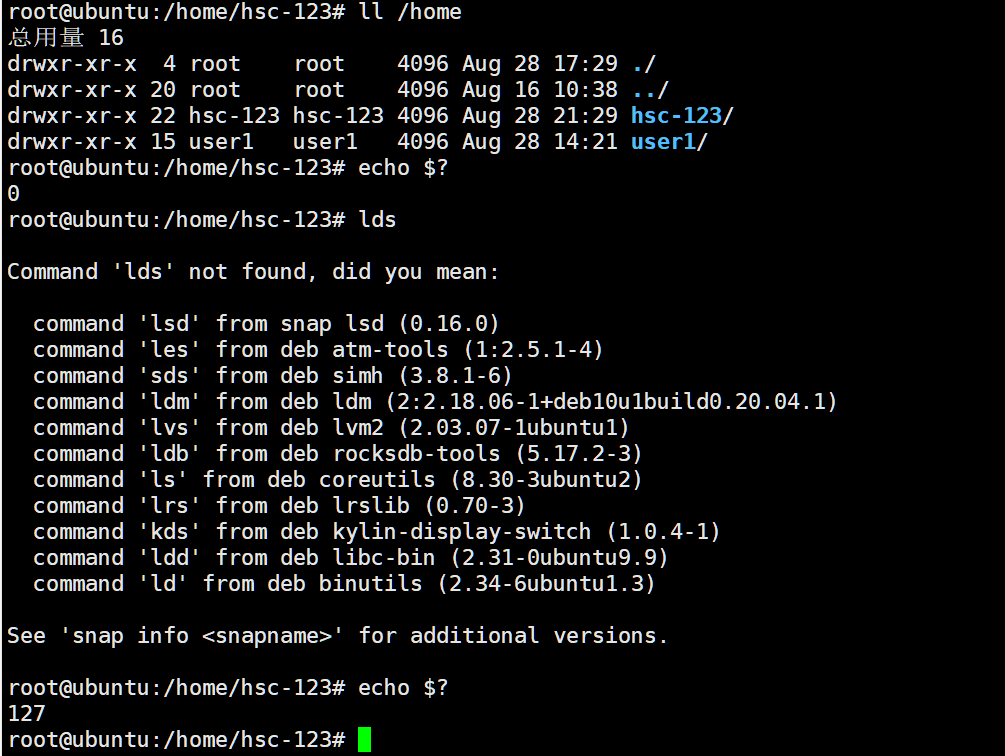 root@ubuntu:/home/hsc-123# ll /home
总用量 16
drwxr-xr-x  4 root    root    4096 Aug 28 17:29 ./
drwxr-xr-x 20 root    root    4096 Aug 16 10:38 ../
drwxr-xr-x 22 hsc-123 hsc-123 4096 Aug 28 21:29 hsc-123/
drwxr-xr-x 15 user1   user1   4096 Aug 28 14:21 user1/
root@ubuntu:/home/hsc-123# echo $?
0
root@ubuntu:/home/hsc-123# lds
Command 'lds' not found, did you mean:
  command 'lsd' from snap lsd (0.16.0)
  command 'les' from deb atm-tools (1:2.5.1-4)
  command 'sds' from deb simh (3.8.1-6)
  command 'ldm' from deb ldm (2:2.18.06-1+deb10u1build0.20.04.1)
  command 'lvs' from deb lvm2 (2.03.07-1ubuntu1)
  command 'ldb' from deb rocksdb-tools (5.17.2-3)
  command 'ls' from deb coreutils (8.30-3ubuntu2)
  command 'lrs' from deb lrslib (0.70-3)
  command 'kds' from deb kylin-display-switch (1.0.4-1)
  command 'ldd' from deb libc-bin (2.31-0ubuntu9.9)
  command 'ld' from deb binutils (2.34-6ubuntu1.3)
See 'snap info <snapname>' for additional versions.
root@ubuntu:/home/hsc-123# echo $?
127
root@ubuntu:/home/hsc-123#